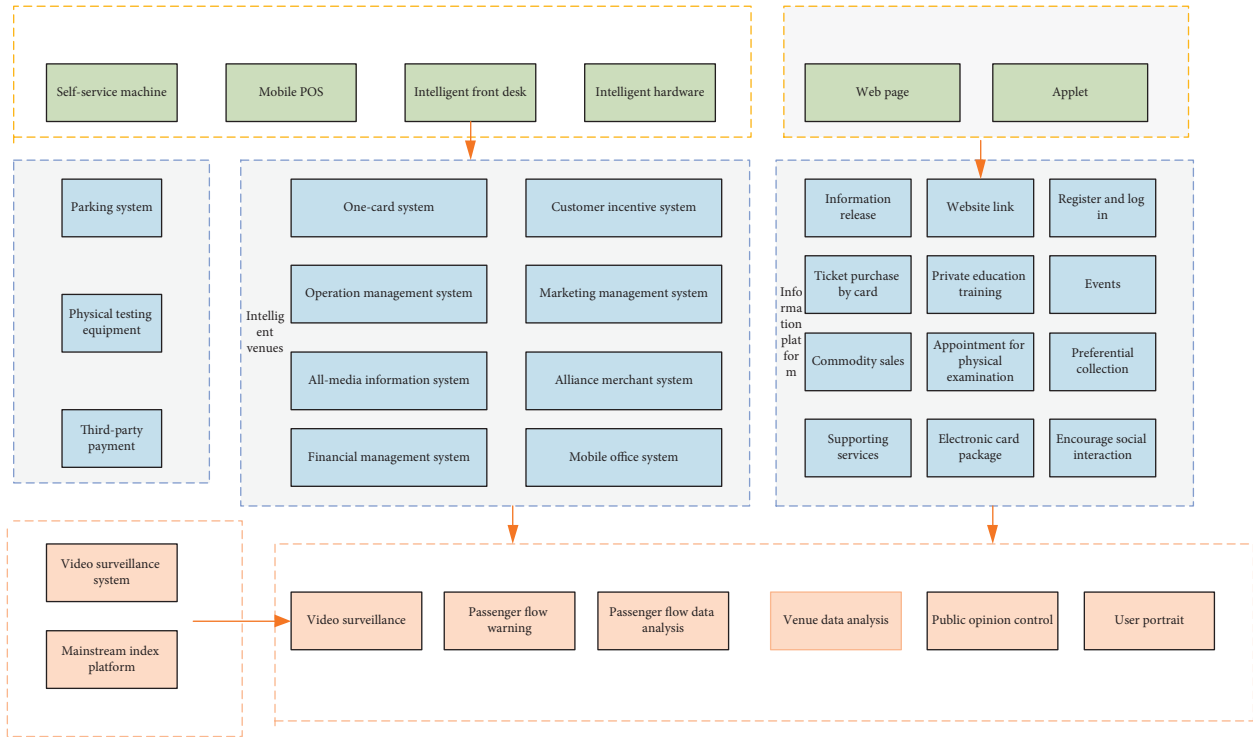 Self-service machine
Mobile POS
Intelligent front desk
Intelligent hardware
Web page
Applet
Parking system
Physical testing
equipment
Third-party
payment
Intellig
ent
venues
One-card system
Customer incentive system
Operation management system
Marketing management system
All-media information system
Alliance merchant system
Financial management system
Mobile office system
Info
rma
tion
plat
for
m
Information
release
Website link
Register and log
in
Ticket purchase
by card
Private education
training
Events
Commodity sales
Appointment for
physical
examination
Preferential
collection
Supporting
services
Electronic card
package
Encourage social
interaction
Video surveillance
system
Mainstream index
platform
Video surveillance
Passenger flow
warning
Passenger flow data
analysis
Venue data analysis
Public opinion control
User portrait